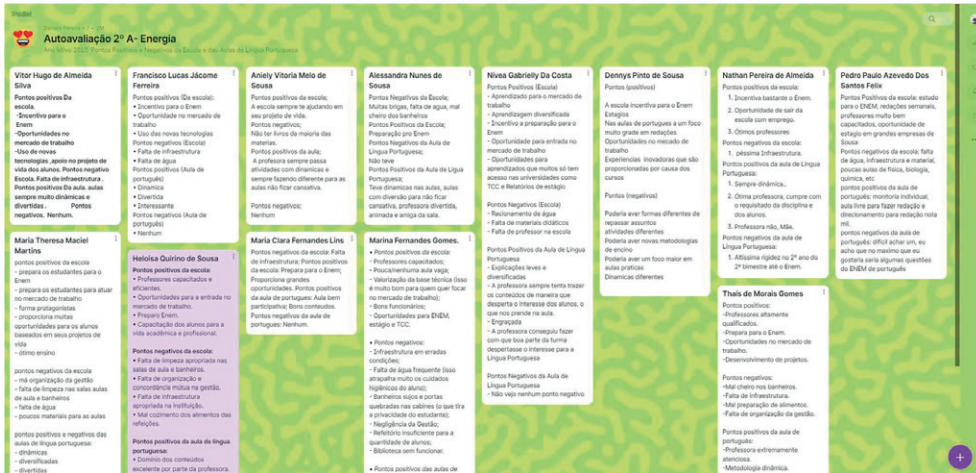 Padlet
Autoavaliação 2º A- Energia
Ano letivo 2023: Pontos Positivos e Negativos da Escola e das Aulas de Língua Portuguesa
Vitor Hugo de Almeida
Silva
Pontos positivos Da
escola.
-Incentivo para o
Enem
-Oportunidades no
mercado de trabalho
-Uso de novas
tecnologias ,apoio no projeto de
vida dos alunos. Pontos negativo
Escola. Falta de infraestrutura .
Pontos positivos Da aula. aulas
sempre muito dinâmicas e
divertidas . Pontos
negativos. Nenhum.
Maria Theresa Maciel
Martins
pontos positivos da escola
- prepara os estudantes para o
Enem
- prepara os estudantes para atuar
no mercado de trabalho
- forma protagonistas
- proporciona muitas
oportunidades para os alunos
baseados em seus projetos de
vida
- ótimo ensino
pontos negativos da escola
- má organização da gestão
- falta de limpeza nas salas aulas
de aula e banheiros
- falta de água
- poucos materiais para as aulas
pontos positivos e negativos das
aulas de língua portuguesa:
- dinâmicas
- diversificadas
- divertidas
Francisco Lucas Jácome
Ferreira
Pontos positivos (Da escola):
• Incentivo para o Enem
• Oportunidade no mercado de
trabalho
• Uso das novas tecnologias
Pontos negativos (Escola)
• Falta de infraestrutura
• Falta de água
Pontos positivos (Aula de
português)
• Dinamica
• Divertida
• Interessante
Pontos negativos (Aula de
português)
• Nenhum
Heloísa Quirino de Sousa
Pontos positivos da escola:
• Professores capacitados e
eficientes.
• Oportunidades para a entrada no
mercado de trabalho.
• Preparo Enem.
• Capacitação dos alunos para a
vida acadêmica e profissional.
Pontos negativos da escola:
• Falta de limpeza apropriada nas
salas de aula e banheiros.
• Falta de organização e
concordância mútua na gestão.
• Falta de infraestrutura
apropriada na instituição.
• Mal cozimento dos alimentos das
refeições.
Pontos positivos da aula de língua
portuguesa:
• Domínio dos conteúdos
excelente por parte da professora.
Aniely Vitoria Melo de
Sousa
Pontos positivos da escola;
A escola sempre te ajudando em
seu projeto de vida.
Pontos negativos;
Não ter livros da maioria das
materias.
Pontos positivos da aula;
A professora sempre passa
atividades com dinamicas e
sempre fazendo diferente para as
aulas não ficar cansativa.
Pontos negativos;
Nenhum
Maria Clara Fernandes Lins
Pontos negativos da escola: Falta
de infraestrutura; Pontos positivos
da escola: Prepara para o Enem;
Proporciona grandes
oportunidades. Pontos positivos
da aula de portugues: Aula bem
participativa; Bons conteudos.
Pontos negativos da aula de
portugues: Nenhum.
Alessandra Nunes de
Sousa
Pontos Negativos da Escola;
Muitas brigas, falta de agua, mal
cheiro dos banheiros
Pontos Positivos da Escola;
Preparação pro Enem
Pontos Negativos da Aula de
Língua Portuguesa;
Não teve
Pontos Positivos da Aula de Ligua
Portuguesa;
Teve dinamicas nas aulas, aulas
com diversão para não ficar
cansativa, professora divertida,
animada e amiga da sala.
Marina Fernandes Gomes.
• Pontos positivos:
- Professores capacitados;
- Pouca/nenhuma aula vaga;
- Valorização da base técnica (isso
é muito bom para quem quer focar
no mercado de trabalho);
- Bons funcionários;
- Oportunidades para ENEM,
estágio e TCC.
• Pontos negativos:
- Infraestrutura em erradas
condições;
- Falta de água frequente (isso
atrapalha muito os cuidados
higiênicos do aluno);
- Banheiros sujos e portas
quebradas nas cabines (o que tira
a privacidade do estudante);
- Negligência da Gestão;
- Refeitório insuficiente para a
quantidade de alunos;
- Biblioteca sem funcionar.
• Pontos positivos das aulas de
Nivea Gabrielly Da Costa
Pontos Positivos (Escola)
- Aprendizado para o mercado de
trabalho
- Aprendizagem diversificada
- Incentivo a preparação para o
Enem
- Oportunidade para entrada no
mercado de trabalho
- Oportunidades para
aprendizados que muitos só tem
acesso nas universidades como
TCC e Relatórios de estágio
Pontos Negativos (Escola)
- Racionamento de água
- Falta de materiais didáticos
- Falta de professor na escola
Pontos Positivos da Aula de Língua
Portuguesa
- Explicações leves e
diversificadas
- A professora sempre tenta trazer
os conteúdos de maneira que
desperta o interesse dos alunos, o
que nos prende na aula.
- Engraçada
- A professora conseguiu fazer
com que boa parte da turma
despertasse o interesse para a
Língua Portuguesa
Pontos Negativos da Aula de
Língua Portuguesa
- Não vejo nenhum ponto negativo
Dennys Pinto de Sousa
Pontos (positivos)
A escola incentiva para o Enem
Estagios
Nas aulas de portugues a um foco
muito grade em redações.
Oportunidades no mercado de
trabalho
Experiencias inovadoras que são
proporcionadas por causa dos
cursos
Pontos (negativos)
Poderia aver formas diferentes de
repassar assuntos
atividades diferentes
Poderia aver novas metodologias
de ensino
Poderia aver um foco maior em
aulas praticas
Dinamicas diferentes
Nathan Pereira de Almeida
Pontos positivos da escola:
1. Incentiva bastante o Enem.
2. Oportunidade de sair da
escola com emprego.
3. Ótimos professores
Pontos negativos da escola:
1. péssima Infraestrutura.
Pontos positivos da aula de Língua
Portuguesa:
1. Sempre dinâmica..
2. Ótima professora, cumpre com
o requisitado da disciplina e
dos alunos.
3. Professora não, Mãe.
Pontos negativos da aula de
Língua Portuguesa:
1. Altíssima rigidez no 2º ano do
2º bimestre até o Enem.
Thais de Morais Gomes
Pontos positivos:
-Professores altamente
qualificados.
-Prepara para o Enem.
-Oportunidades no mercado de
trabalho.
-Desenvolvimento de projetos.
Pontos negativos:
-Mal cheiro nos banheiros.
-Falta de infraestrutura.
-Mal preparação de alimentos.
-Falta de organização da gestão.
Pontos positivos da aula de
português:
-Professora extremamente
atenciosa.
-Metodologia dinâmica.
Pedro Paulo Azevedo Dos
Santos Felix
Pontos positivos da escola: estudo
para o ENEM, redações semanais,
professores muito bem
capacitados, oportunidade de
estagio em grandes empresas de
Sousa
Pontos negativos da escola: falta
de água, infraestrutura e material,
poucas aulas de física, biologia,
química, etc
pontos positivos da aula de
português: monitoria individual,
aula livre para fazer redação e
direcionamento para redação nota
mil.
pontos negativos da aula de
português: difícil achar um, eu
acho que no maximo que eu
gostaria seria algumas questões
do ENEM de português